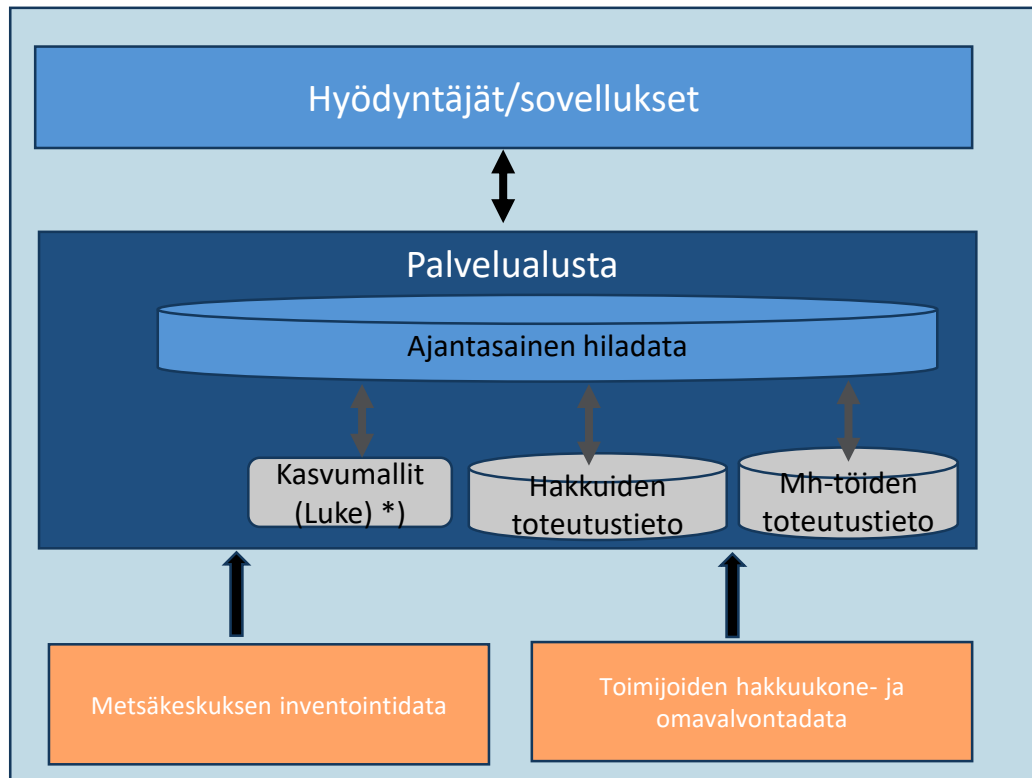 Hyödyntäjät/sovellukset
Palvelualusta
Ajantasainen hiladata
Kasvumallit
(Luke) *)
Hakkuiden
toteutustieto
Mh-töiden
toteutustieto
Metsäkeskuksen inventointidata
Toimijoiden hakkuukone- ja
omavalvontadata